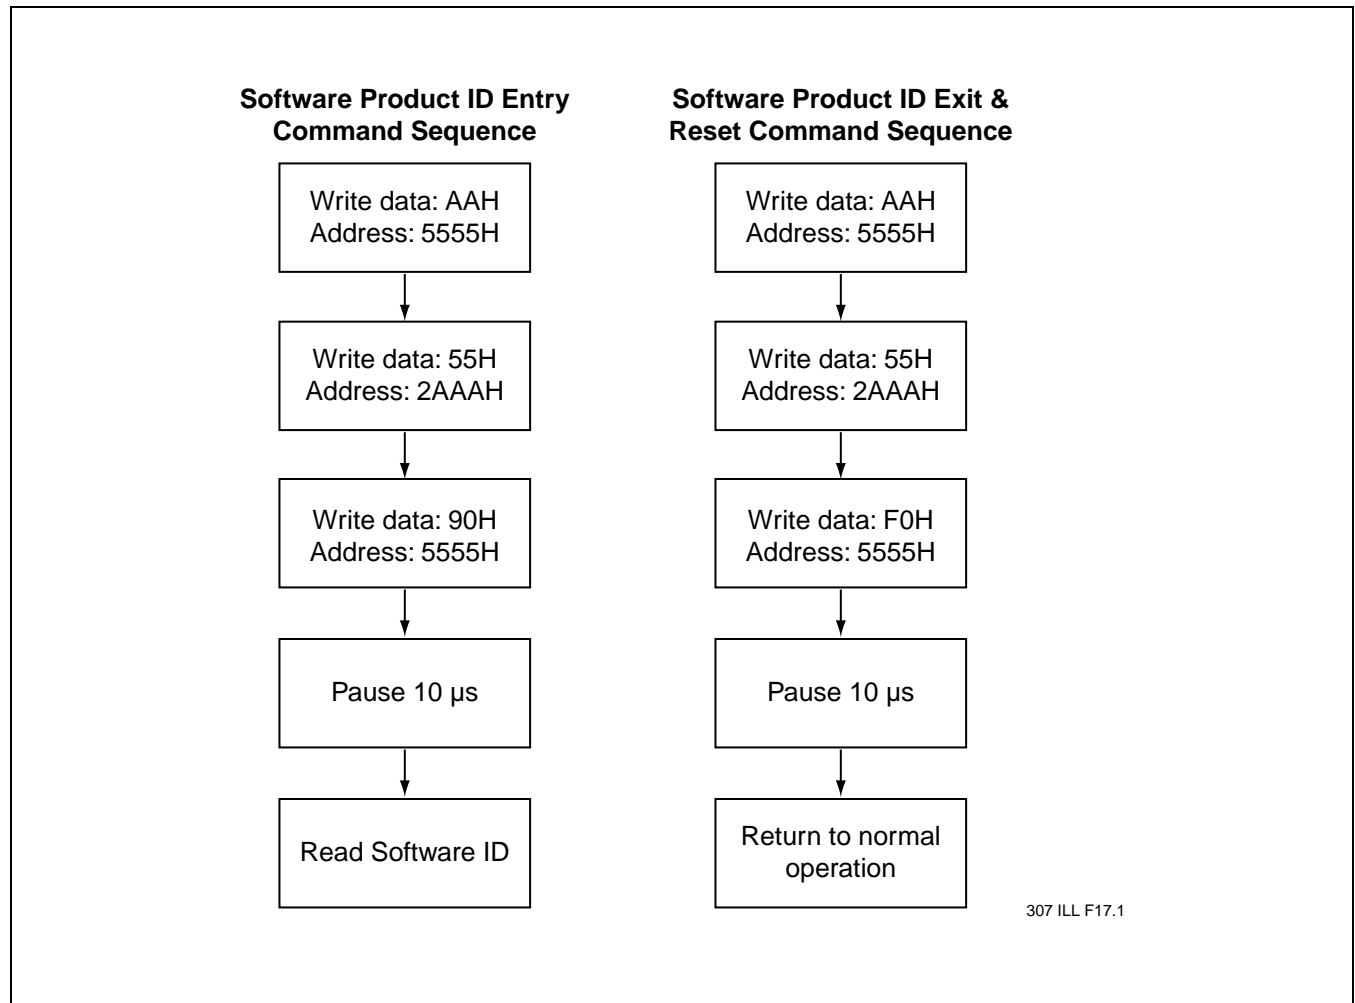 Software Product ID Entry
Command Sequence
Write data: AAH
Address: 5555H
Write data: 55H
Address: 2AAAH
Write data: 90H
Address: 5555H
Pause 10 µs
Read Software ID
Software Product ID Exit &
Reset Command Sequence
Write data: AAH
Address: 5555H
Write data: 55H
Address: 2AAAH
Write data: F0H
Address: 5555H
Pause 10 µs
Return to normal
operation
307 ILL F17.1